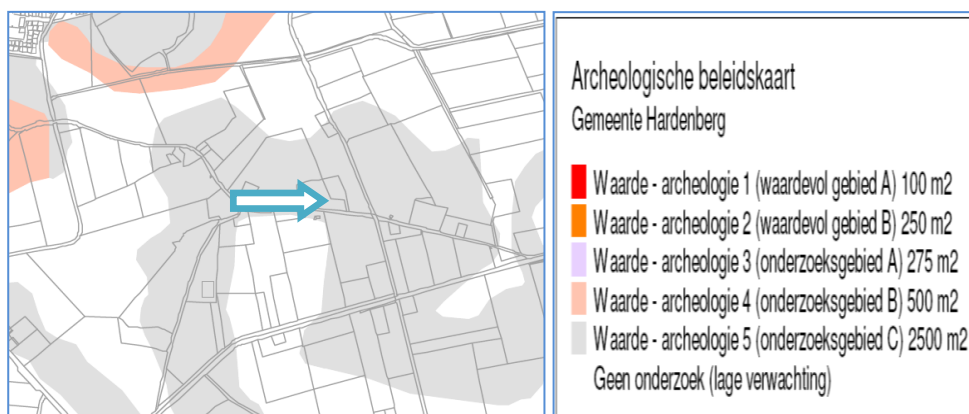 Archeologische beleidskaart
Gemeente Hardenberg
Waarde - archeologie 1 (waardevol gebied A) 100 m2
Waarde - archeologie 2 (waardevol gebied B) 250 m2
Waarde - archeologie 3 (onderzoeksgebied A) 275 m2
Waarde - archeologie 4 (onderzoeksgebied B) 500 m2
Waarde - archeologie 5 (onderzoeksgebied C) 2500 m2
Geen onderzoek (lage verwachting)